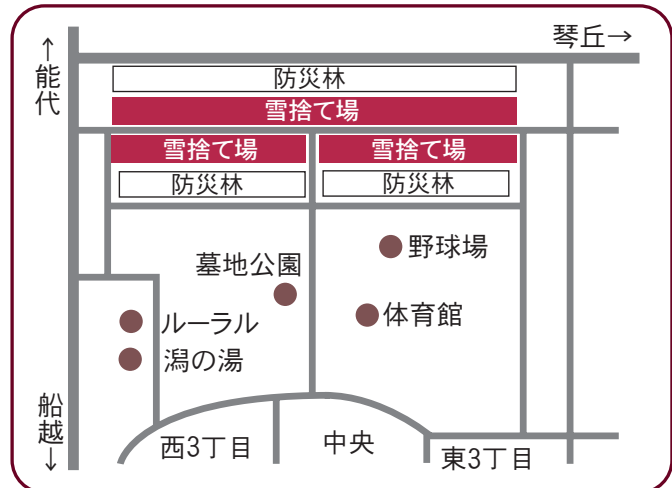 琴丘→
↑能代
防災林
雪捨て場
雪捨て場
雪捨て場
防災林
防災林
野球場
墓地公園
体育館
ルーラル
潟の湯
船越↓
西3丁目
中央
東3丁目